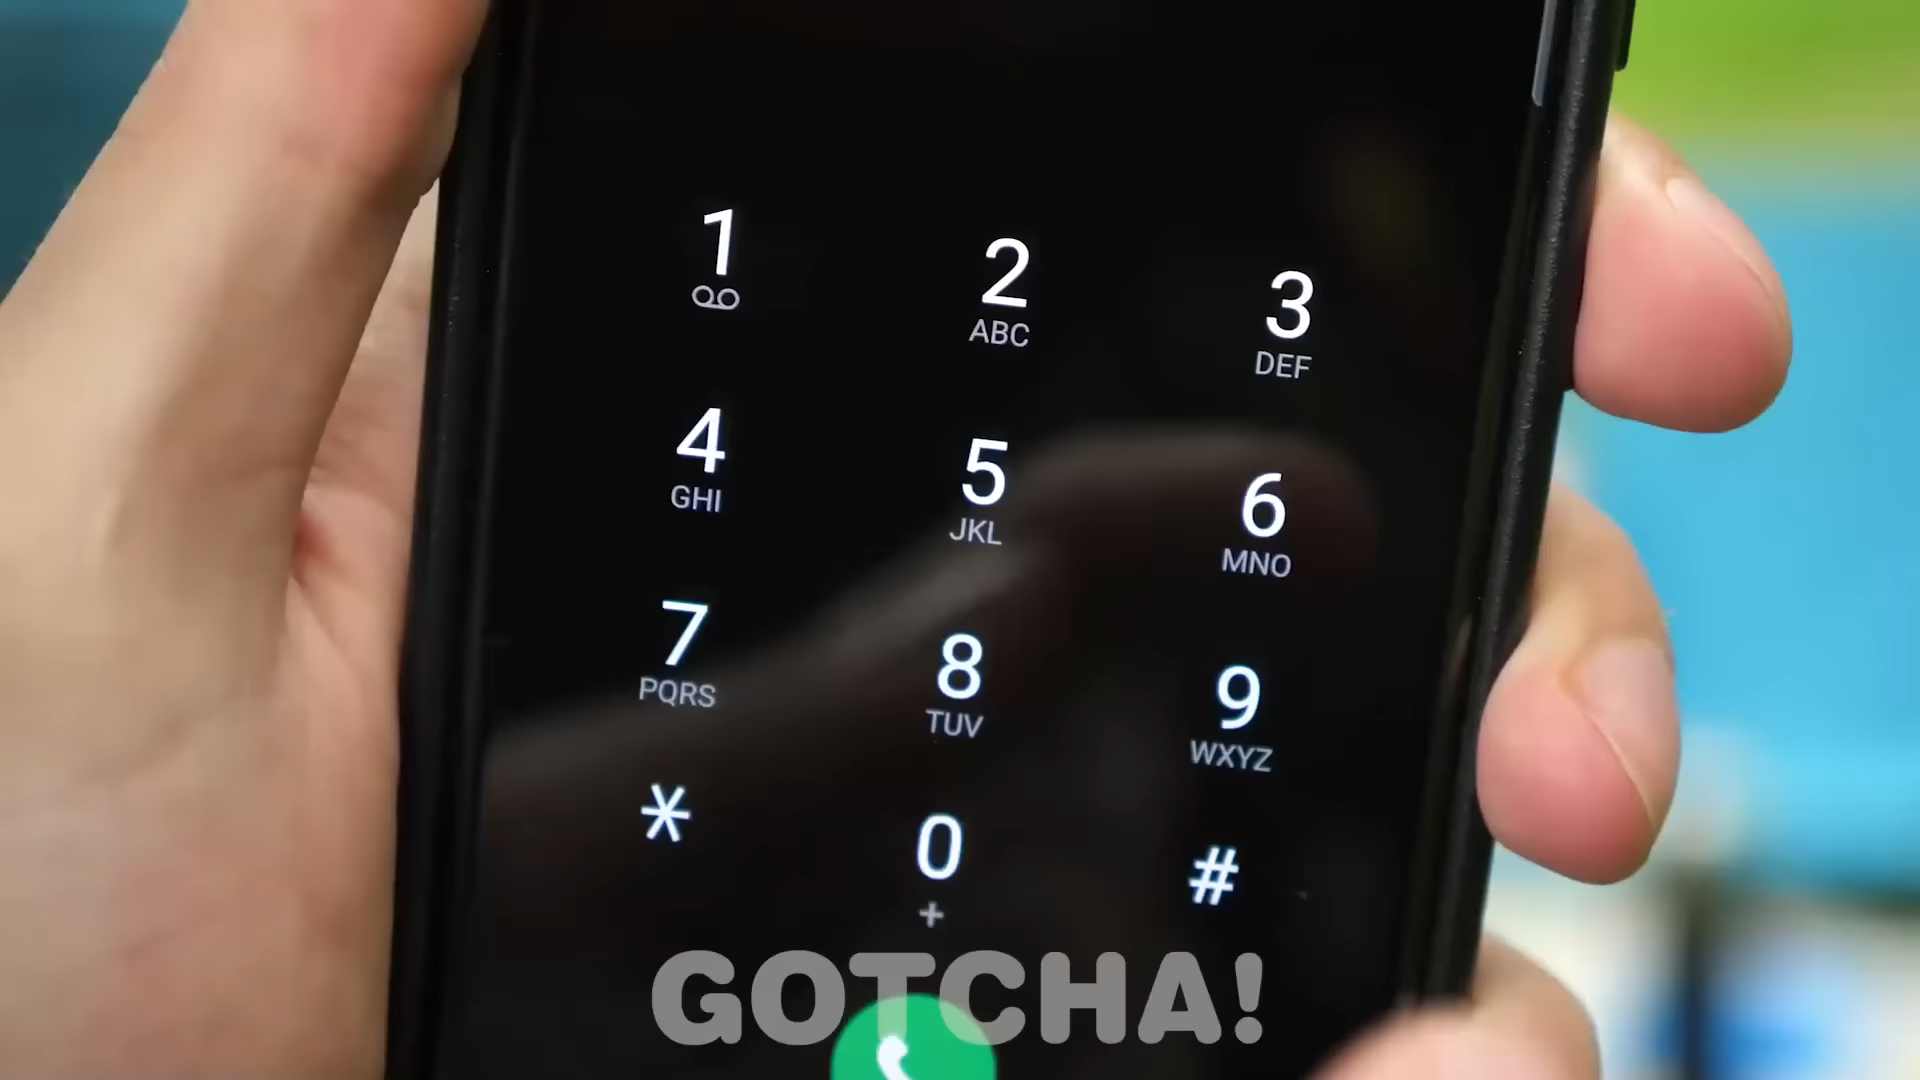 1 2 3
ABC DEF
4 5 6
GHI JKL MNO
7 8 9
PQRS TUV WXYZ
* 0 #
+
GOTCHA!